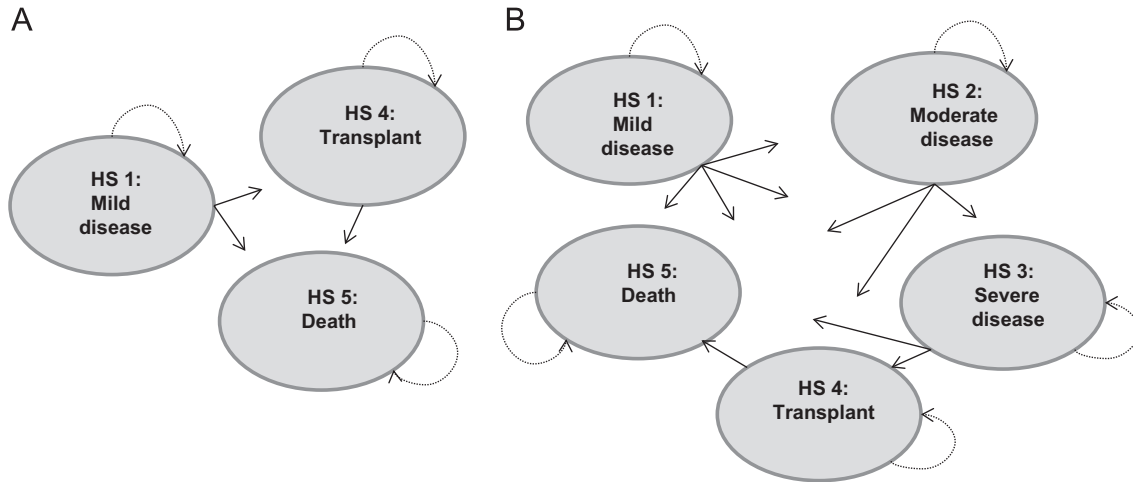 A
HS 1:
Mild
disease
HS 4:
Transplant
HS 5:
Death
B
HS 1:
Mild
disease
HS 2:
Moderate
disease
HS 5:
Death
HS 3:
Severe
disease
HS 4:
Transplant